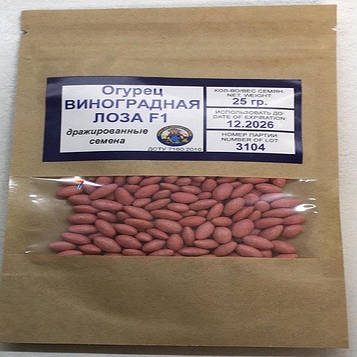 Огурец
ВИНОГРАДНАЯ
ЛОЗА F1
дражированные
семена
ДСТУ 7160:2010
КОЛ-ВО/ВЕС СЕМЯН:
NET. WEIGHT:
25 гр.
ИСПОЛЬЗОВАТЬ ДО
DATE OF EXPIRATION
12.2026
НОМЕР ПАРТИИ
NUMBER OF LOT
3104